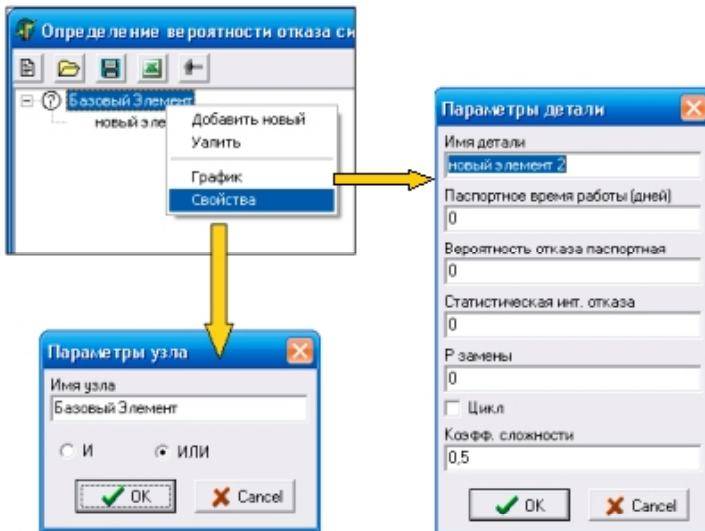 Определение вероятности отказа си
Базовый Элемент
новый эле
Добавить новый
Уалить
График
Свойства
Параметры узла
Имя узла
Базовый Элемент
И ИЛИ
OK Cancel
Параметры детали
Имя детали
новый элемент 2
Паспортное время работы (дней)
0
Вероятность отказа паспортная
0
Статистическая инт. отказа
0
Р замены
0
Цикл
Коэфф. сложности
0,5
OK Cancel